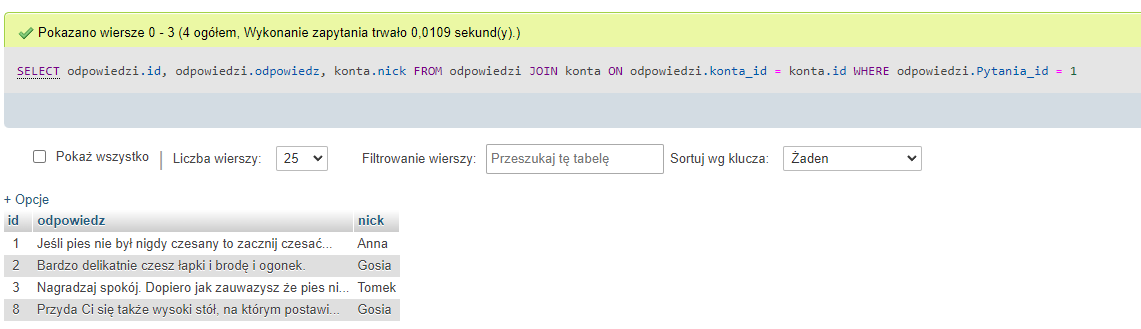 Pokazano wiersze 0 - 3 (4 ogółem, Wykonanie zapytania trwało 0,0109 sekund(y).)
SELECT odpowiedzi.id, odpowiedzi.odpowiedz, konta.nick FROM odpowiedzi JOIN konta ON odpowiedzi.konta_id = konta.id WHERE odpowiedzi.Pytania_id = 1
Pokaż wszystko | Liczba wierszy: 25 Filtrowanie wierszy: Przeszukaj tę tabelę Sortuj wg klucza: Żaden
+ Opcje
id odpowiedz nick
1 Jeśli pies nie był nigdy czesany to zacznij czesać... Anna
2 Bardzo delikatnie czesz łapki i brodę i ogonek. Gosia
3 Nagradzaj spokój. Dopiero jak zauwazysz że pies ni... Tomek
8 Przyda Ci się także wysoki stół, na którym postawi... Gosia